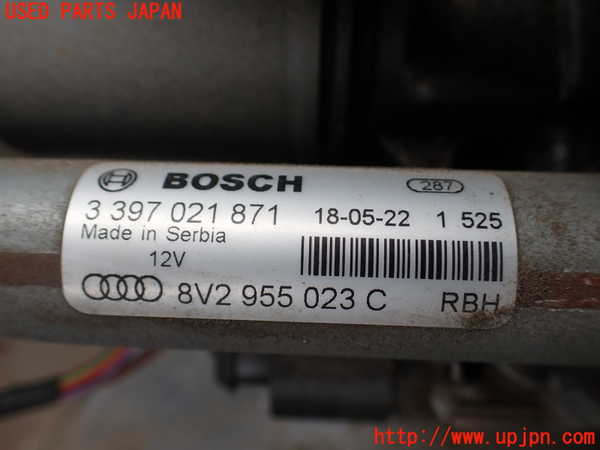 USED PARTS JAPAN
BOSCH
287
3 397 021 871
18-05-22 1 525
Made in Serbia
12V
8V2 955 023 C
RBH
http://www.upjpn.com/